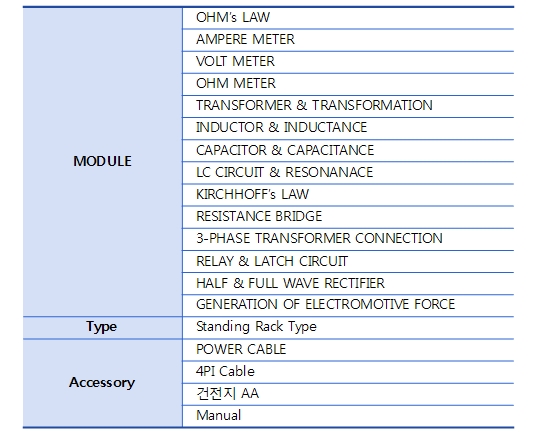 MODULE
OHM's LAW
AMPERE METER
VOLT METER
OHM METER
TRANSFORMER & TRANSFORMATION
INDUCTOR & INDUCTANCE
CAPACITOR & CAPACITANCE
LC CIRCUIT & RESONANACE
KIRCHHOFF's LAW
RESISTANCE BRIDGE
3-PHASE TRANSFORMER CONNECTION
RELAY & LATCH CIRCUIT
HALF & FULL WAVE RECTIFIER
GENERATION OF ELECTROMOTIVE FORCE
Type
Standing Rack Type
Accessory
POWER CABLE
4PI Cable
건전지 AA
Manual